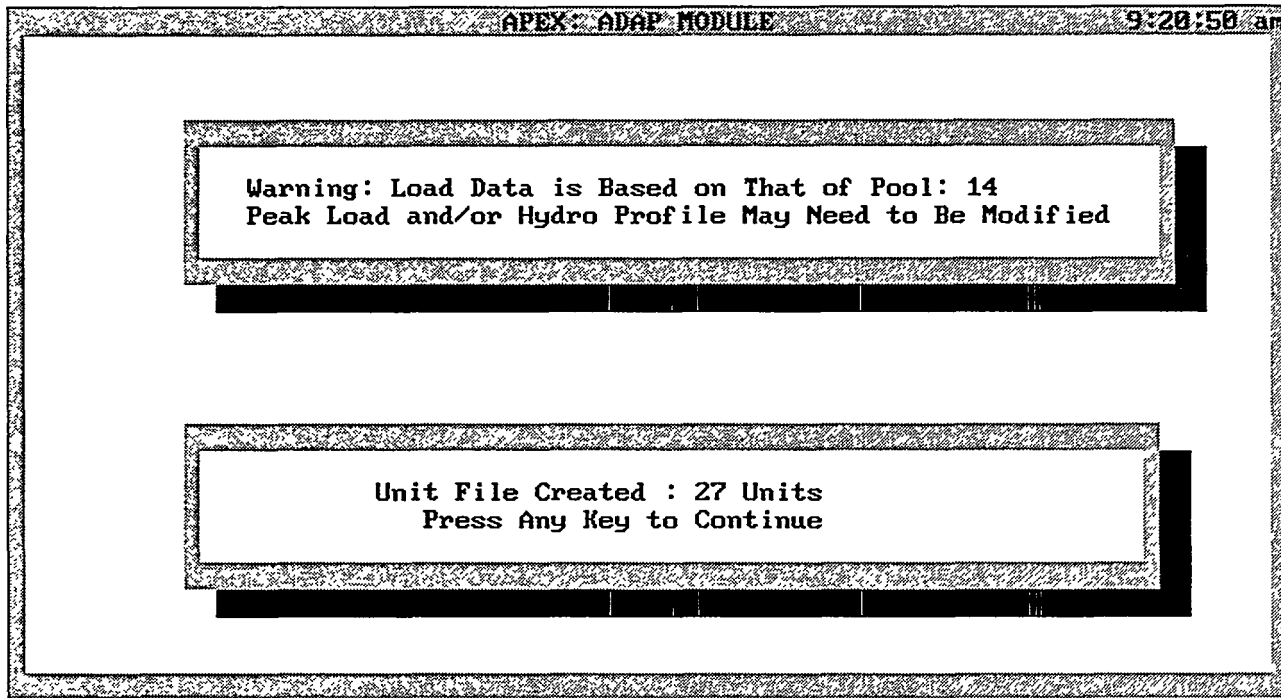 APEX: ADAP MODULE 9:20:50 am
Warning: Load Data is Based on That of Pool: 14
Peak Load and/or Hydro Profile May Need to Be Modified
Unit File Created : 27 Units
Press Any Key to Continue